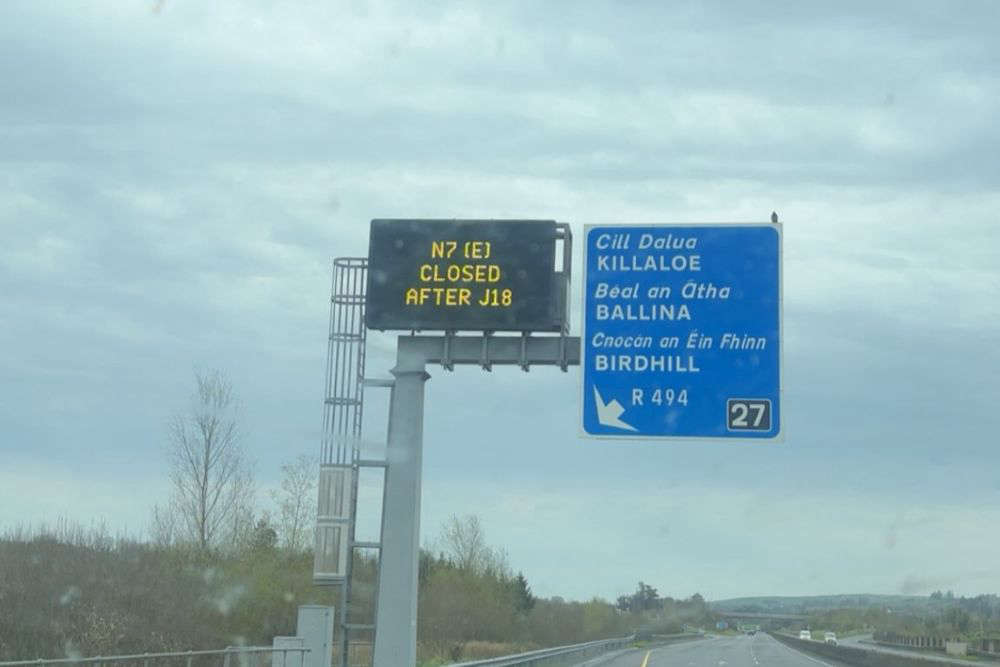 N7 (E)
CLOSED
AFTER J18
Cill Dalua
KILLALOE
Béal an Átha
BALLINA
Cnocán an Éin Fhinn
BIRDHILL
R 494
27